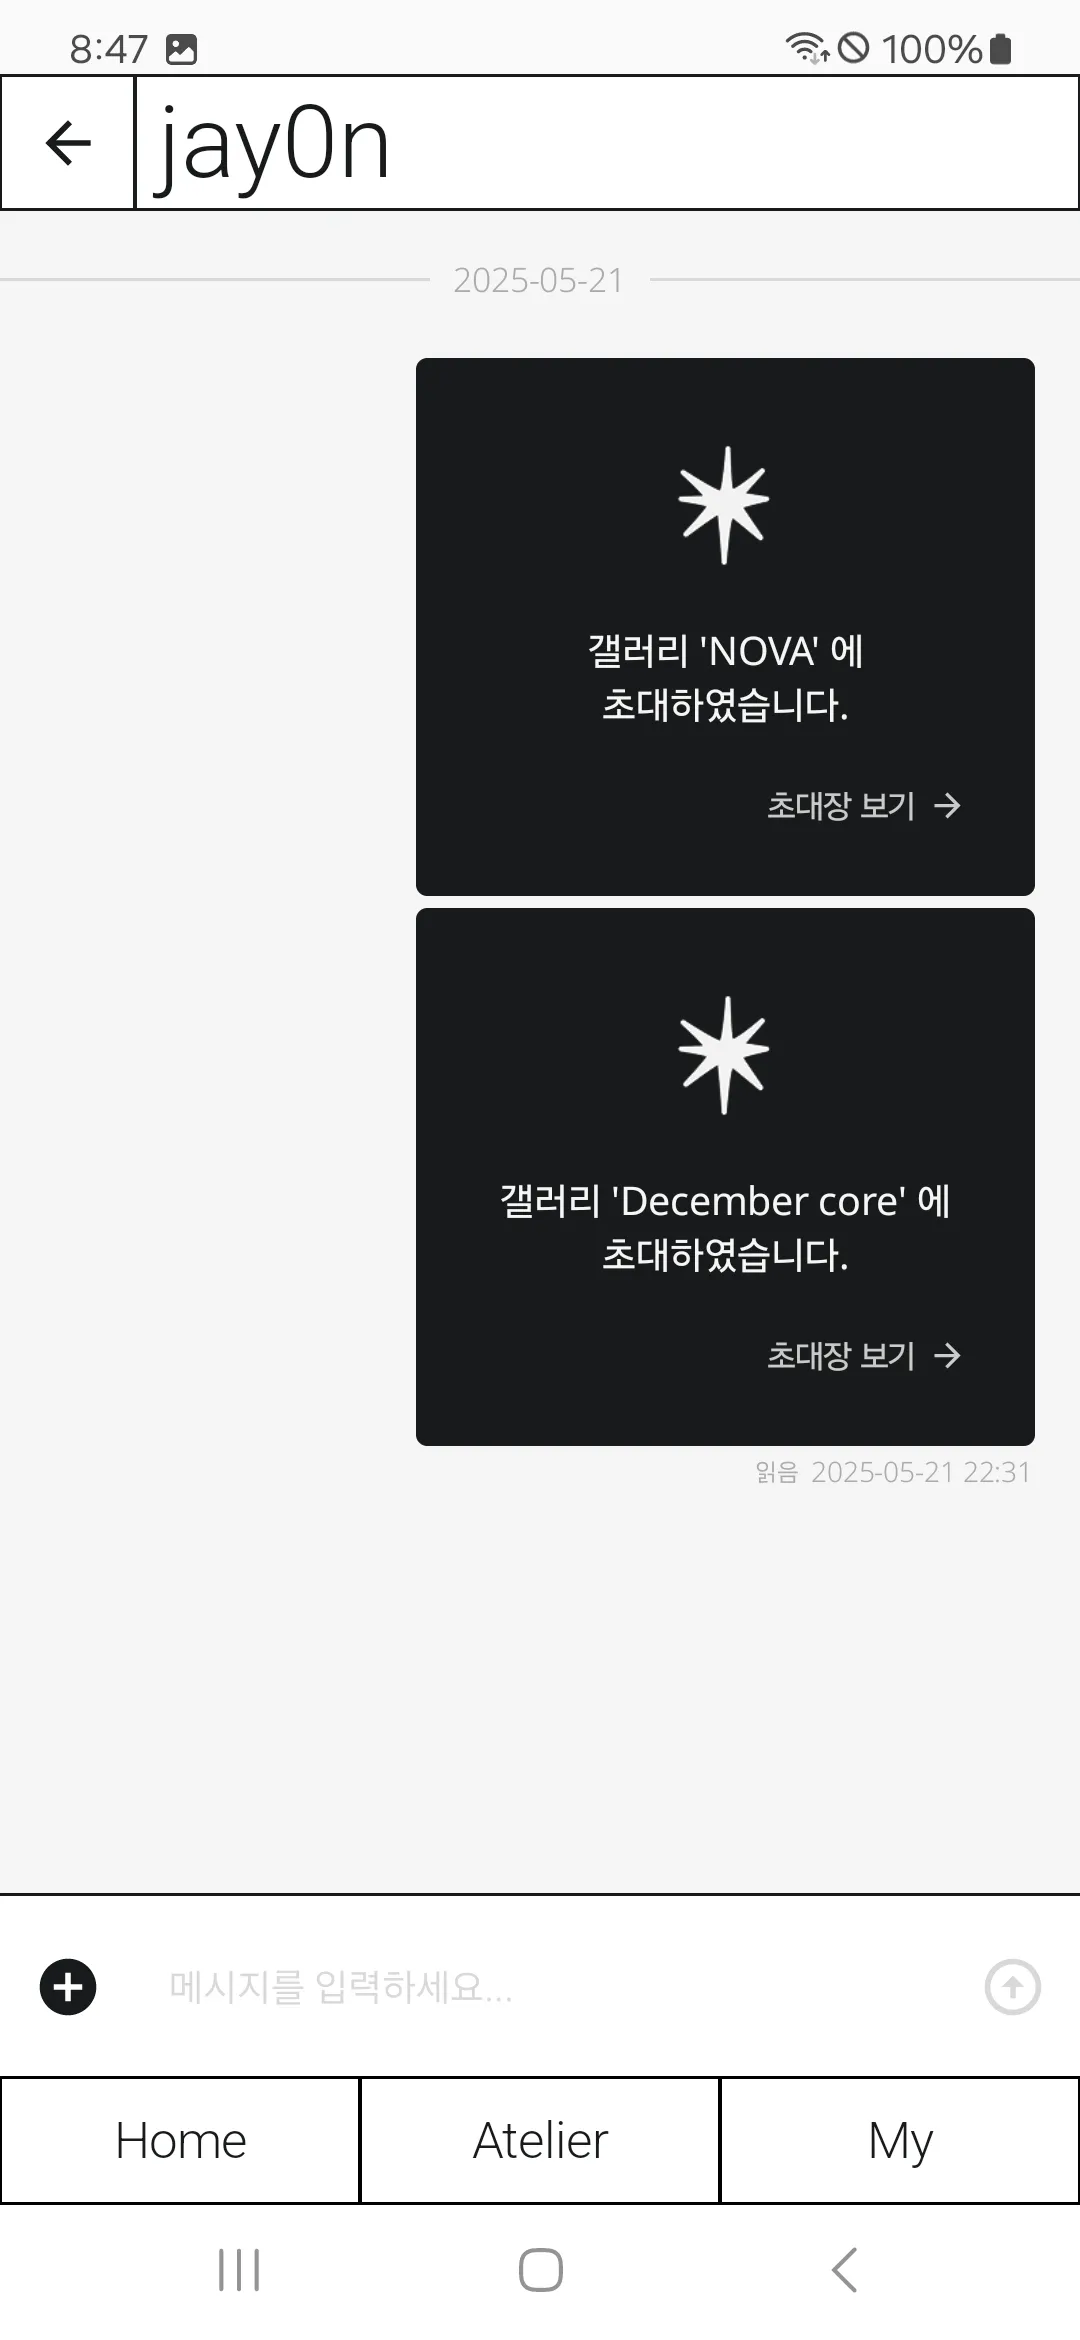 8:47
100%
jay0n
2025-05-21
갤러리 'NOVA' 에
초대하였습니다.
초대장 보기
갤러리 'December core' 에
초대하였습니다.
초대장 보기
읽음 2025-05-21 22:31
메시지를 입력하세요...
Home
Atelier
My